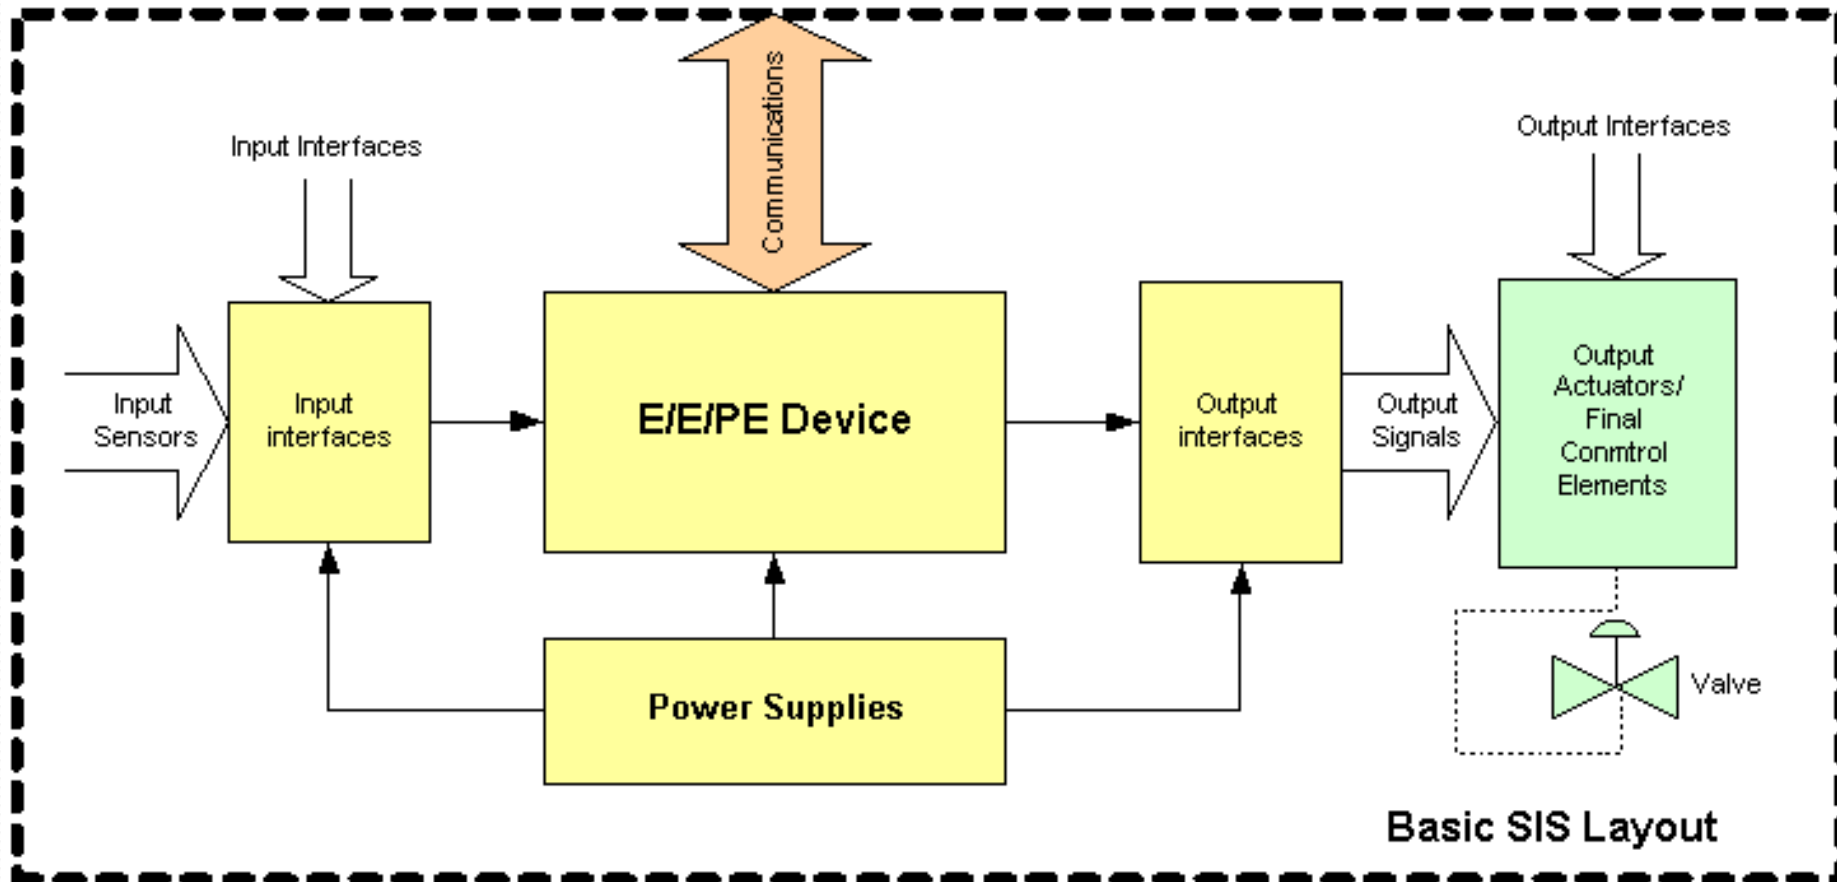 Communications
Input Interfaces
Output Interfaces
Input
Sensors
Input
interfaces
E/E/PE Device
Output
interfaces
Output
Signals
Output
Actuators/
Final
Conmtrol
Elements
Power Supplies
Valve
Basic SIS Layout